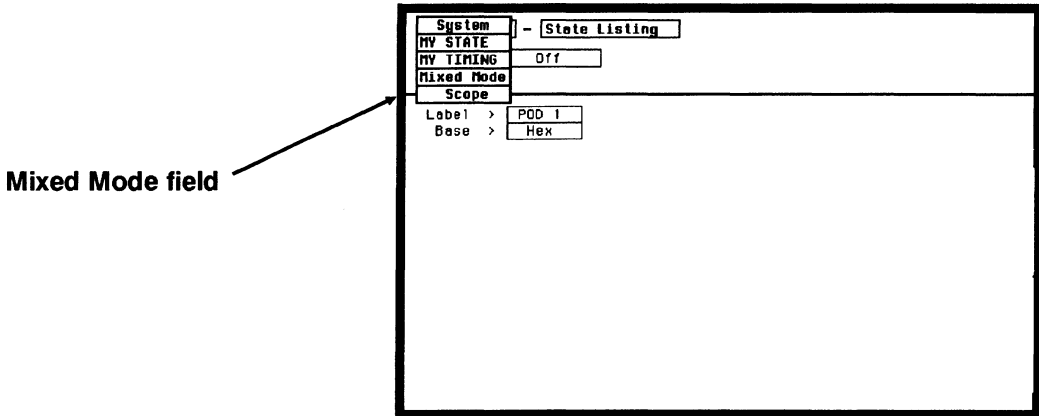 System
- State Listing
MY STATE
MY TIMING Off
Mixed Mode
Scope
Label > POD 1
Base > Hex
Mixed Mode field